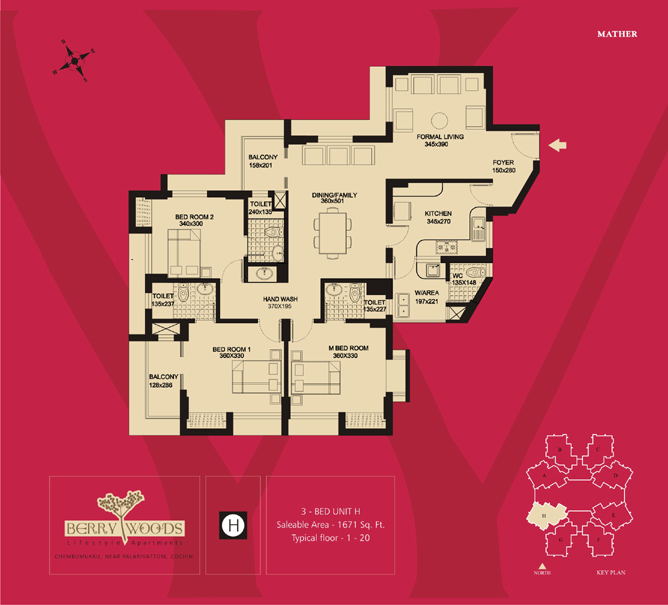 MATHER
N
FORMAL LIVING
345x390
FOYER
150x280
BALCONY
158x201
DINING/FAMILY
360x501
TOILET
240x135
BED ROOM 2
340x300
KITCHEN
345x270
WC
135X148
W/AREA
197x221
TOILET
135x237
HAND WASH
370X195
TOILET
135x227
BED ROOM 1
360X330
M BED ROOM
360X330
BALCONY
128x286
BERRY WOODS
Lifestyle Apartments
CHEMBUMUKKU, NEAR PALARIVATTOM, COCHIN
H
3 - BED UNIT H
Saleable Area - 1671 Sq. Ft.
Typical floor - 1 - 20
B C
A D
H E
G F
NORTH
KEY PLAN